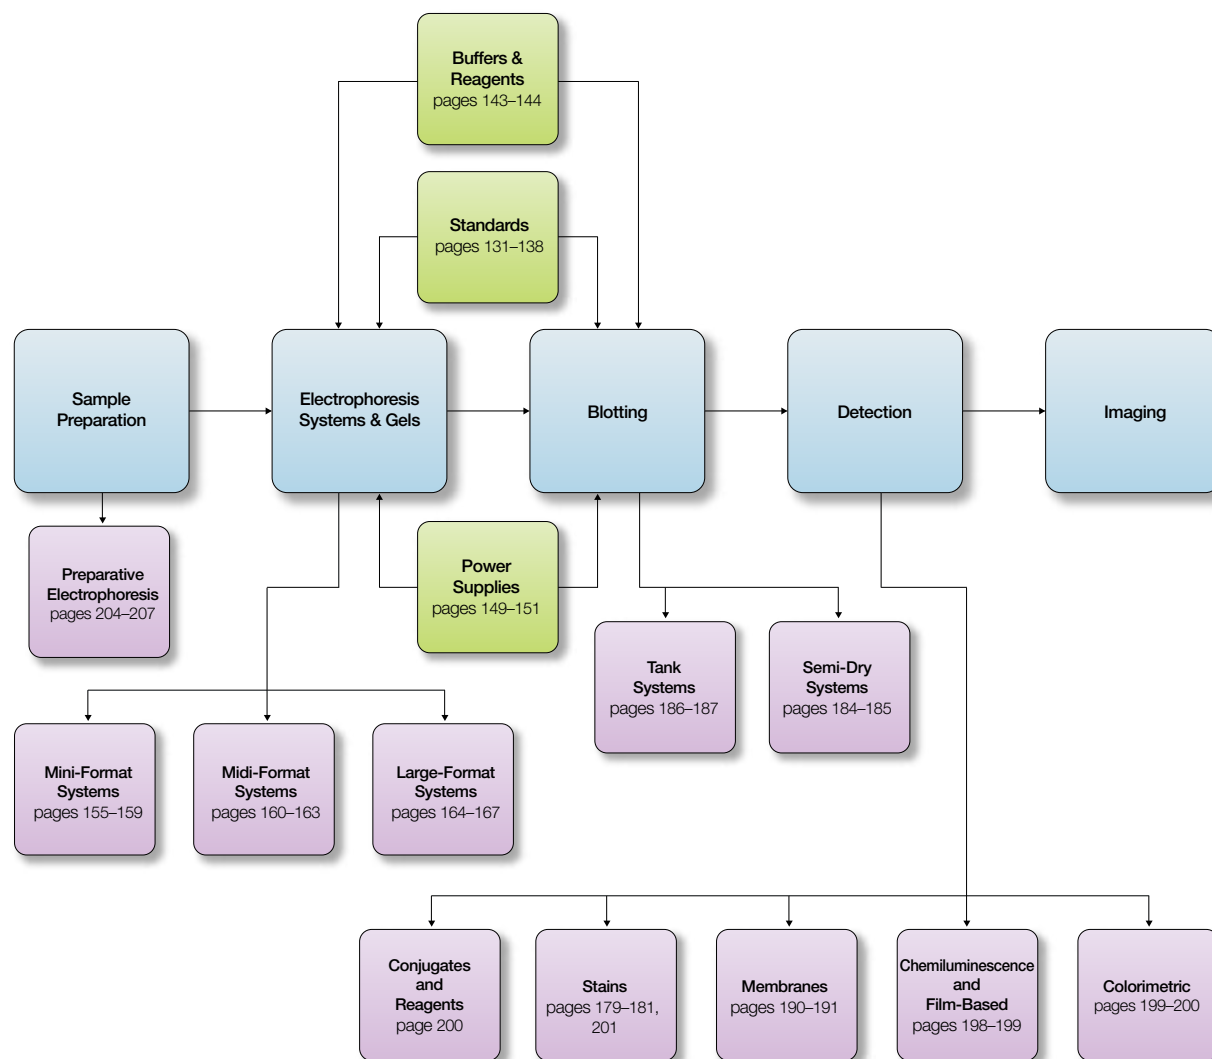 Buffers &
Reagents
pages 143–144
Standards
pages 131–138
Sample
Preparation
Electrophoresis
Systems & Gels
Blotting
Detection
Imaging
Preparative
Electrophoresis
pages 204–207
Power
Supplies
pages 149–151
Tank
Systems
pages 186–187
Semi-Dry
Systems
pages 184–185
Mini-Format
Systems
pages 155–159
Midi-Format
Systems
pages 160–163
Large-Format
Systems
pages 164–167
Conjugates
and
Reagents
page 200
Stains
pages 179–181,
201
Membranes
pages 190–191
Chemiluminescence
and
Film-Based
pages 198–199
Colorimetric
pages 199–200